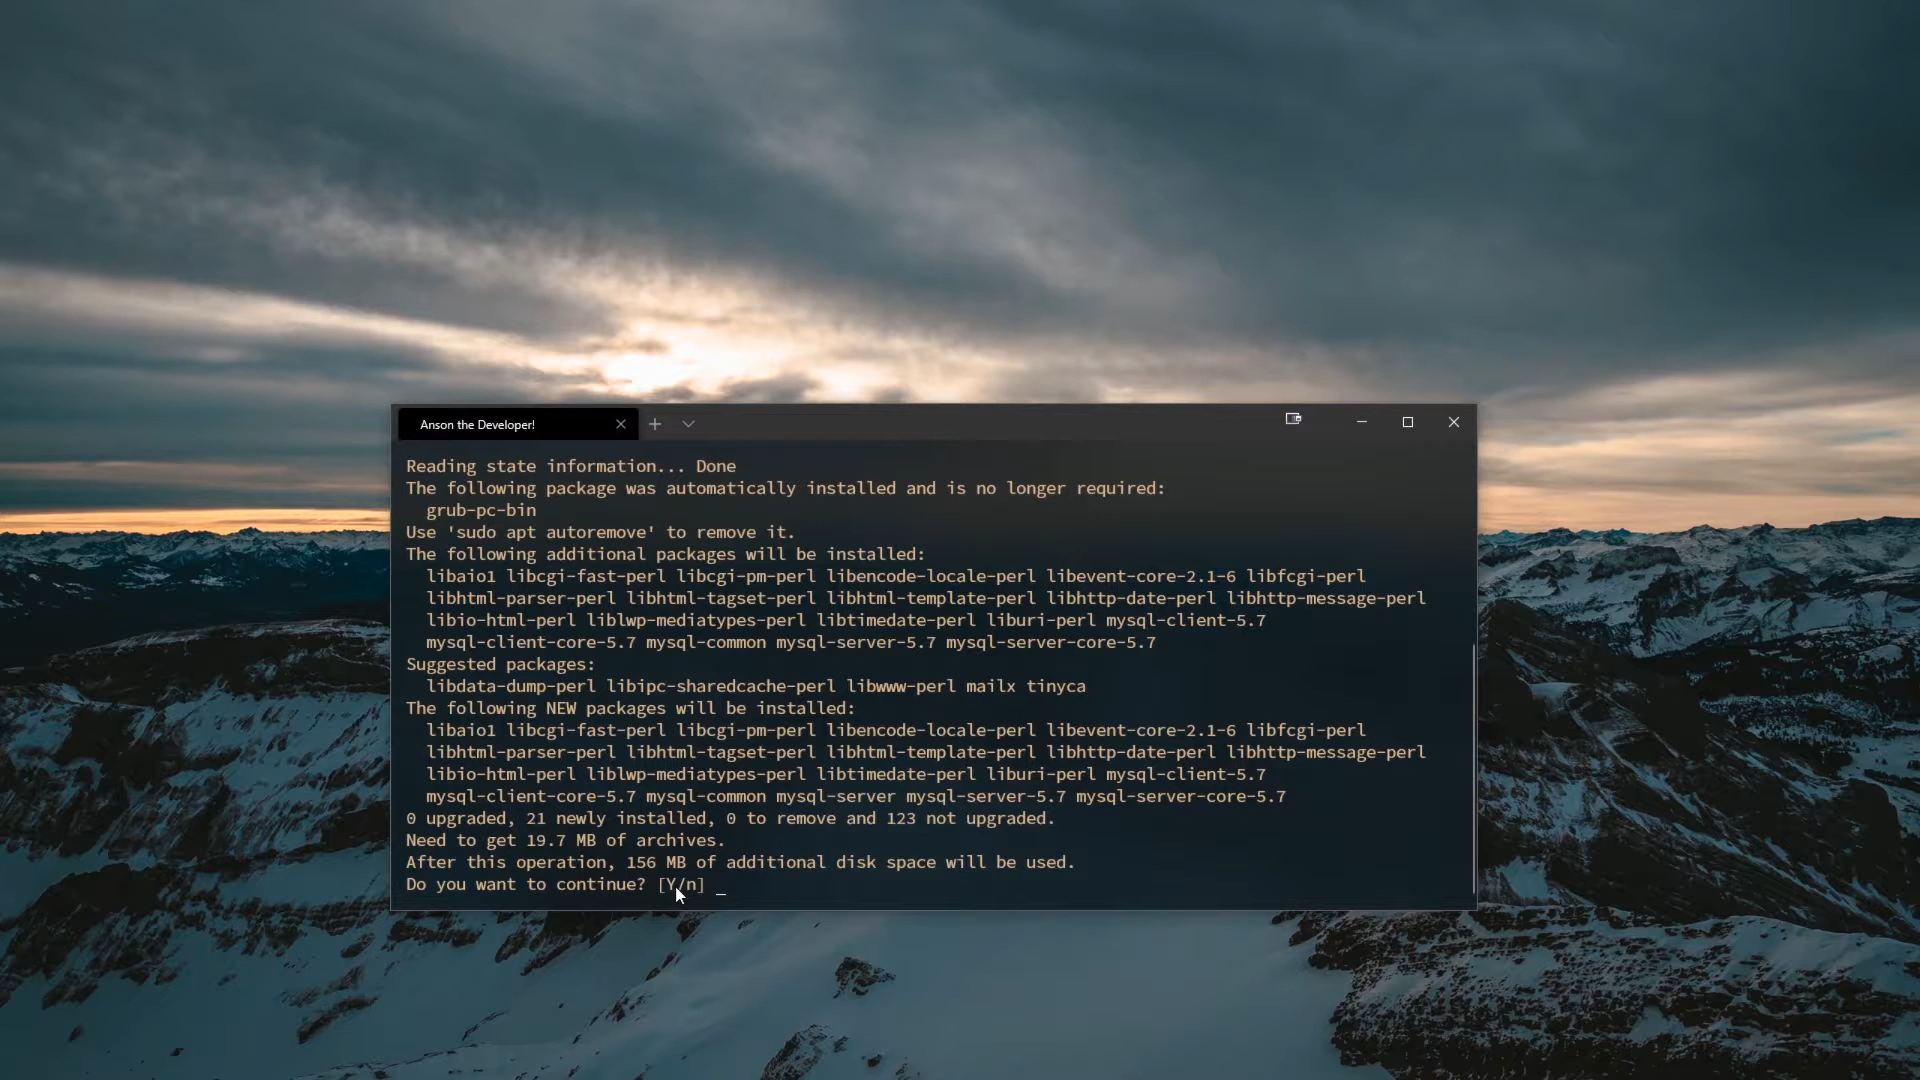 Anson the Developer!
Reading state information... Done
The following package was automatically installed and is no longer required:
grub-pc-bin
Use 'sudo apt autoremove' to remove it.
The following additional packages will be installed:
libaio1 libcgi-fast-perl libcgi-pm-perl libencode-locale-perl libevent-core-2.1-6 libfcgi-perl
libhtml-parser-perl libhtml-tagset-perl libhtml-template-perl libhttp-date-perl libhttp-message-perl
libio-html-perl liblwp-mediatypes-perl libtimedate-perl liburi-perl mysql-client-5.7
mysql-client-core-5.7 mysql-common mysql-server-5.7 mysql-server-core-5.7
Suggested packages:
libdata-dump-perl libipc-sharedcache-perl libwww-perl mailx tinyca
The following NEW packages will be installed:
libaio1 libcgi-fast-perl libcgi-pm-perl libencode-locale-perl libevent-core-2.1-6 libfcgi-perl
libhtml-parser-perl libhtml-tagset-perl libhtml-template-perl libhttp-date-perl libhttp-message-perl
libio-html-perl liblwp-mediatypes-perl libtimedate-perl liburi-perl mysql-client-5.7
mysql-client-core-5.7 mysql-common mysql-server mysql-server-5.7 mysql-server-core-5.7
0 upgraded, 21 newly installed, 0 to remove and 123 not upgraded.
Need to get 19.7 MB of archives.
After this operation, 156 MB of additional disk space will be used.
Do you want to continue? [Y/n] _